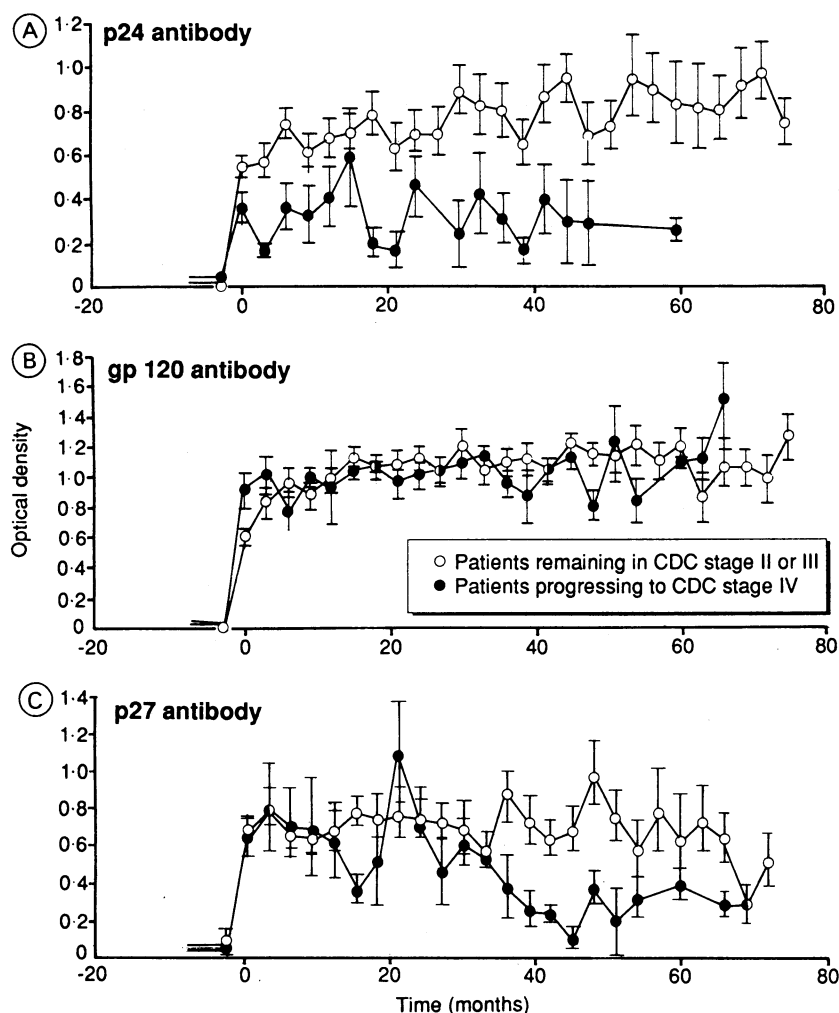 A
p24 antibody
1·2
1·0
0·8
0·6
0·4
0·2
0
-20 0 20 40 60 80
B
gp 120 antibody
1·8
1·6
1·4
1·2
1·0
0·8
0·6
0·4
0·2
0
-20 0 20 40 60 80
Optical density
Patients remaining in CDC stage II or III
Patients progressing to CDC stage IV
C
p27 antibody
1·4
1·2
1·0
0·8
0·6
0·4
0·2
0
-20 0 20 40 60 80
Time (months)